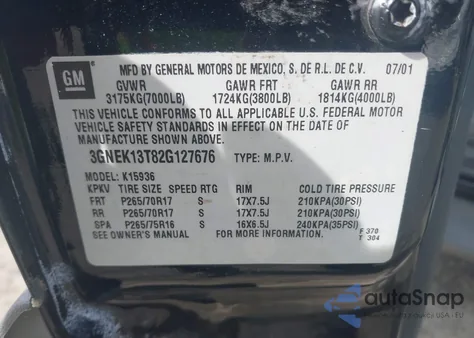 GM
MFD BY GENERAL MOTORS DE MEXICO, S. DE R.L. DE C.V. 07/01
GVWR GAWR FRT GAWR RR
3175KG(7000LB) 1724KG(3800LB) 1814KG(4000LB)
THIS VEHICLE CONFORMS TO ALL APPLICABLE U.S. FEDERAL MOTOR
VEHICLE SAFETY STANDARDS IN EFFECT ON THE DATE OF
MANUFACTURE SHOWN ABOVE.
3GNEK13T82G127676 TYPE: M.P.V.
MODEL: K15936
KPKV TIRE SIZE SPEED RTG RIM COLD TIRE PRESSURE
FRT P265/70R17 S 17X7.5J 210KPA(30PSI)
RR P265/70R17 S 17X7.5J 210KPA(30PSI)
SPA P265/75R16 S 16X6.5J 240KPA(35PSI)
SEE OWNER'S MANUAL FOR MORE INFORMATION. F 370
T 304
autoSnap